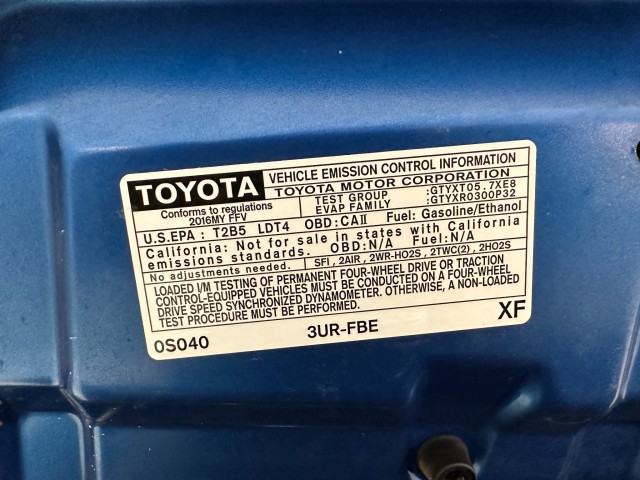 TOYOTA
VEHICLE EMISSION CONTROL INFORMATION
TOYOTA MOTOR CORPORATION
Conforms to regulations
2016MY FFV
TEST GROUP :GTYXT05.7XE8
EVAP FAMILY :GTYXR0300P32
U.S.EPA : T2B5 LDT4 OBD:CAII Fuel: Gasoline/Ethanol
California: Not for sale in states with California
emissions standards. OBD:N/A Fuel:N/A
No adjustments needed. SFI, 2AIR, 2WR-HO2S, 2TWC(2), 2HO2S
LOADED I/M TESTING OF PERMANENT FOUR-WHEEL DRIVE OR TRACTION
CONTROL-EQUIPPED VEHICLES MUST BE CONDUCTED ON A FOUR-WHEEL
DRIVE SPEED SYNCHRONIZED DYNAMOMETER. OTHERWISE, A NON-LOADED
TEST PROCEDURE MUST BE PERFORMED.
0S040 3UR-FBE XF